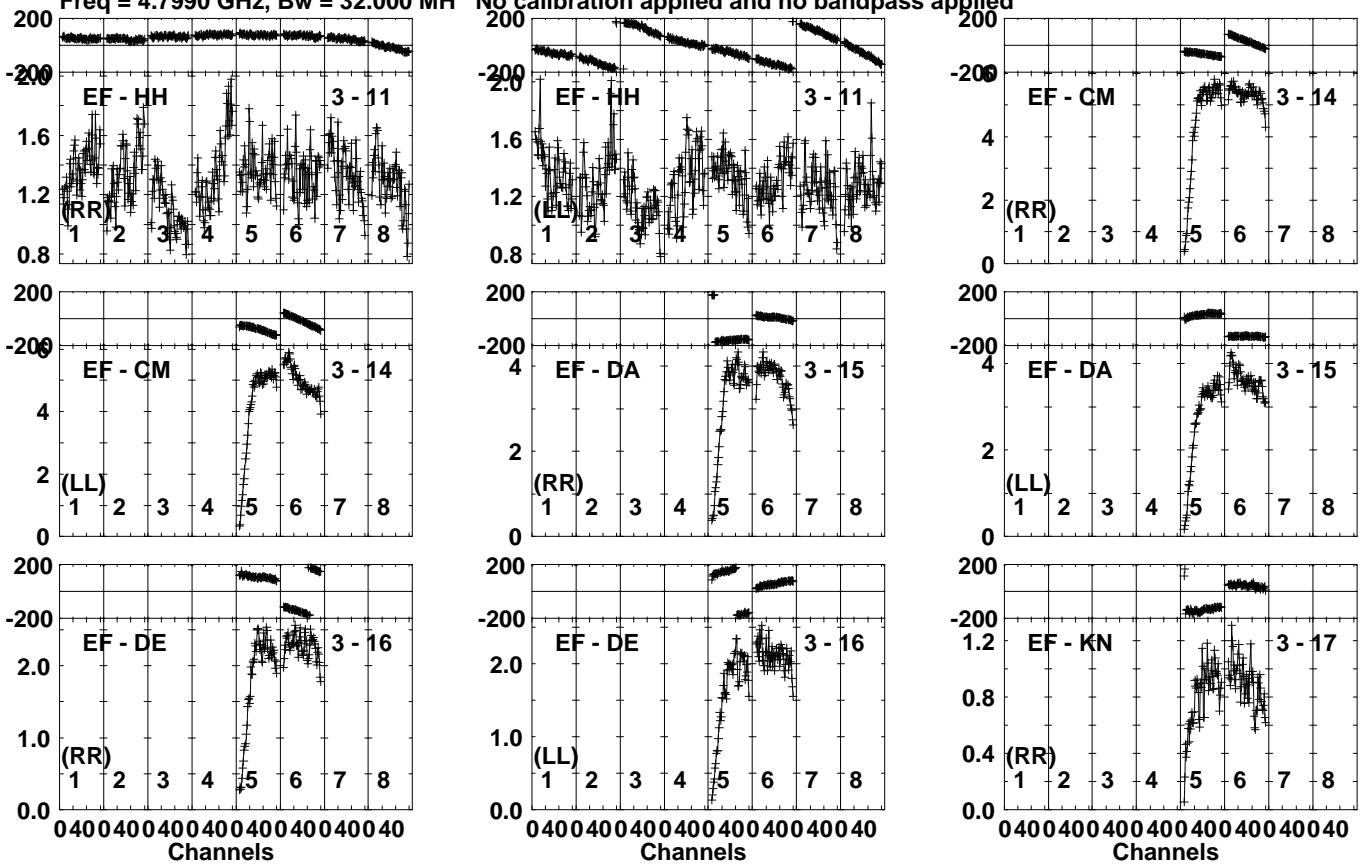 Freq = 4.7990 GHz, Bw = 32.000 MH No calibration applied and no bandpass applied
200
-200
2.0
1.6
1.2
0.8
EF - HH 3 - 11
(RR)
1 2 3 4 5 6 7 8
200
-200
2.0
1.6
1.2
0.8
EF - HH 3 - 11
(LL)
1 2 3 4 5 6 7 8
200
-200
6
4
2
0
EF - CM 3 - 14
(RR)
1 2 3 4 5 6 7 8
200
-200
6
4
2
0
EF - CM 3 - 14
(LL)
1 2 3 4 5 6 7 8
200
-200
4
2
0
EF - DA 3 - 15
(RR)
1 2 3 4 5 6 7 8
200
-200
4
2
0
EF - DA 3 - 15
(LL)
1 2 3 4 5 6 7 8
200
-200
2.0
1.0
0.0
EF - DE 3 - 16
(RR)
1 2 3 4 5 6 7 8
0 40 0 40 0 40 0 40 0 40 0 40 0 40 0 40
Channels
200
-200
2.0
1.0
0.0
EF - DE 3 - 16
(LL)
1 2 3 4 5 6 7 8
0 40 0 40 0 40 0 40 0 40 0 40 0 40 0 40
Channels
200
-200
1.2
0.8
0.4
0.0
EF - KN 3 - 17
(RR)
1 2 3 4 5 6 7 8
0 40 0 40 0 40 0 40 0 40 0 40 0 40 0 40
Channels